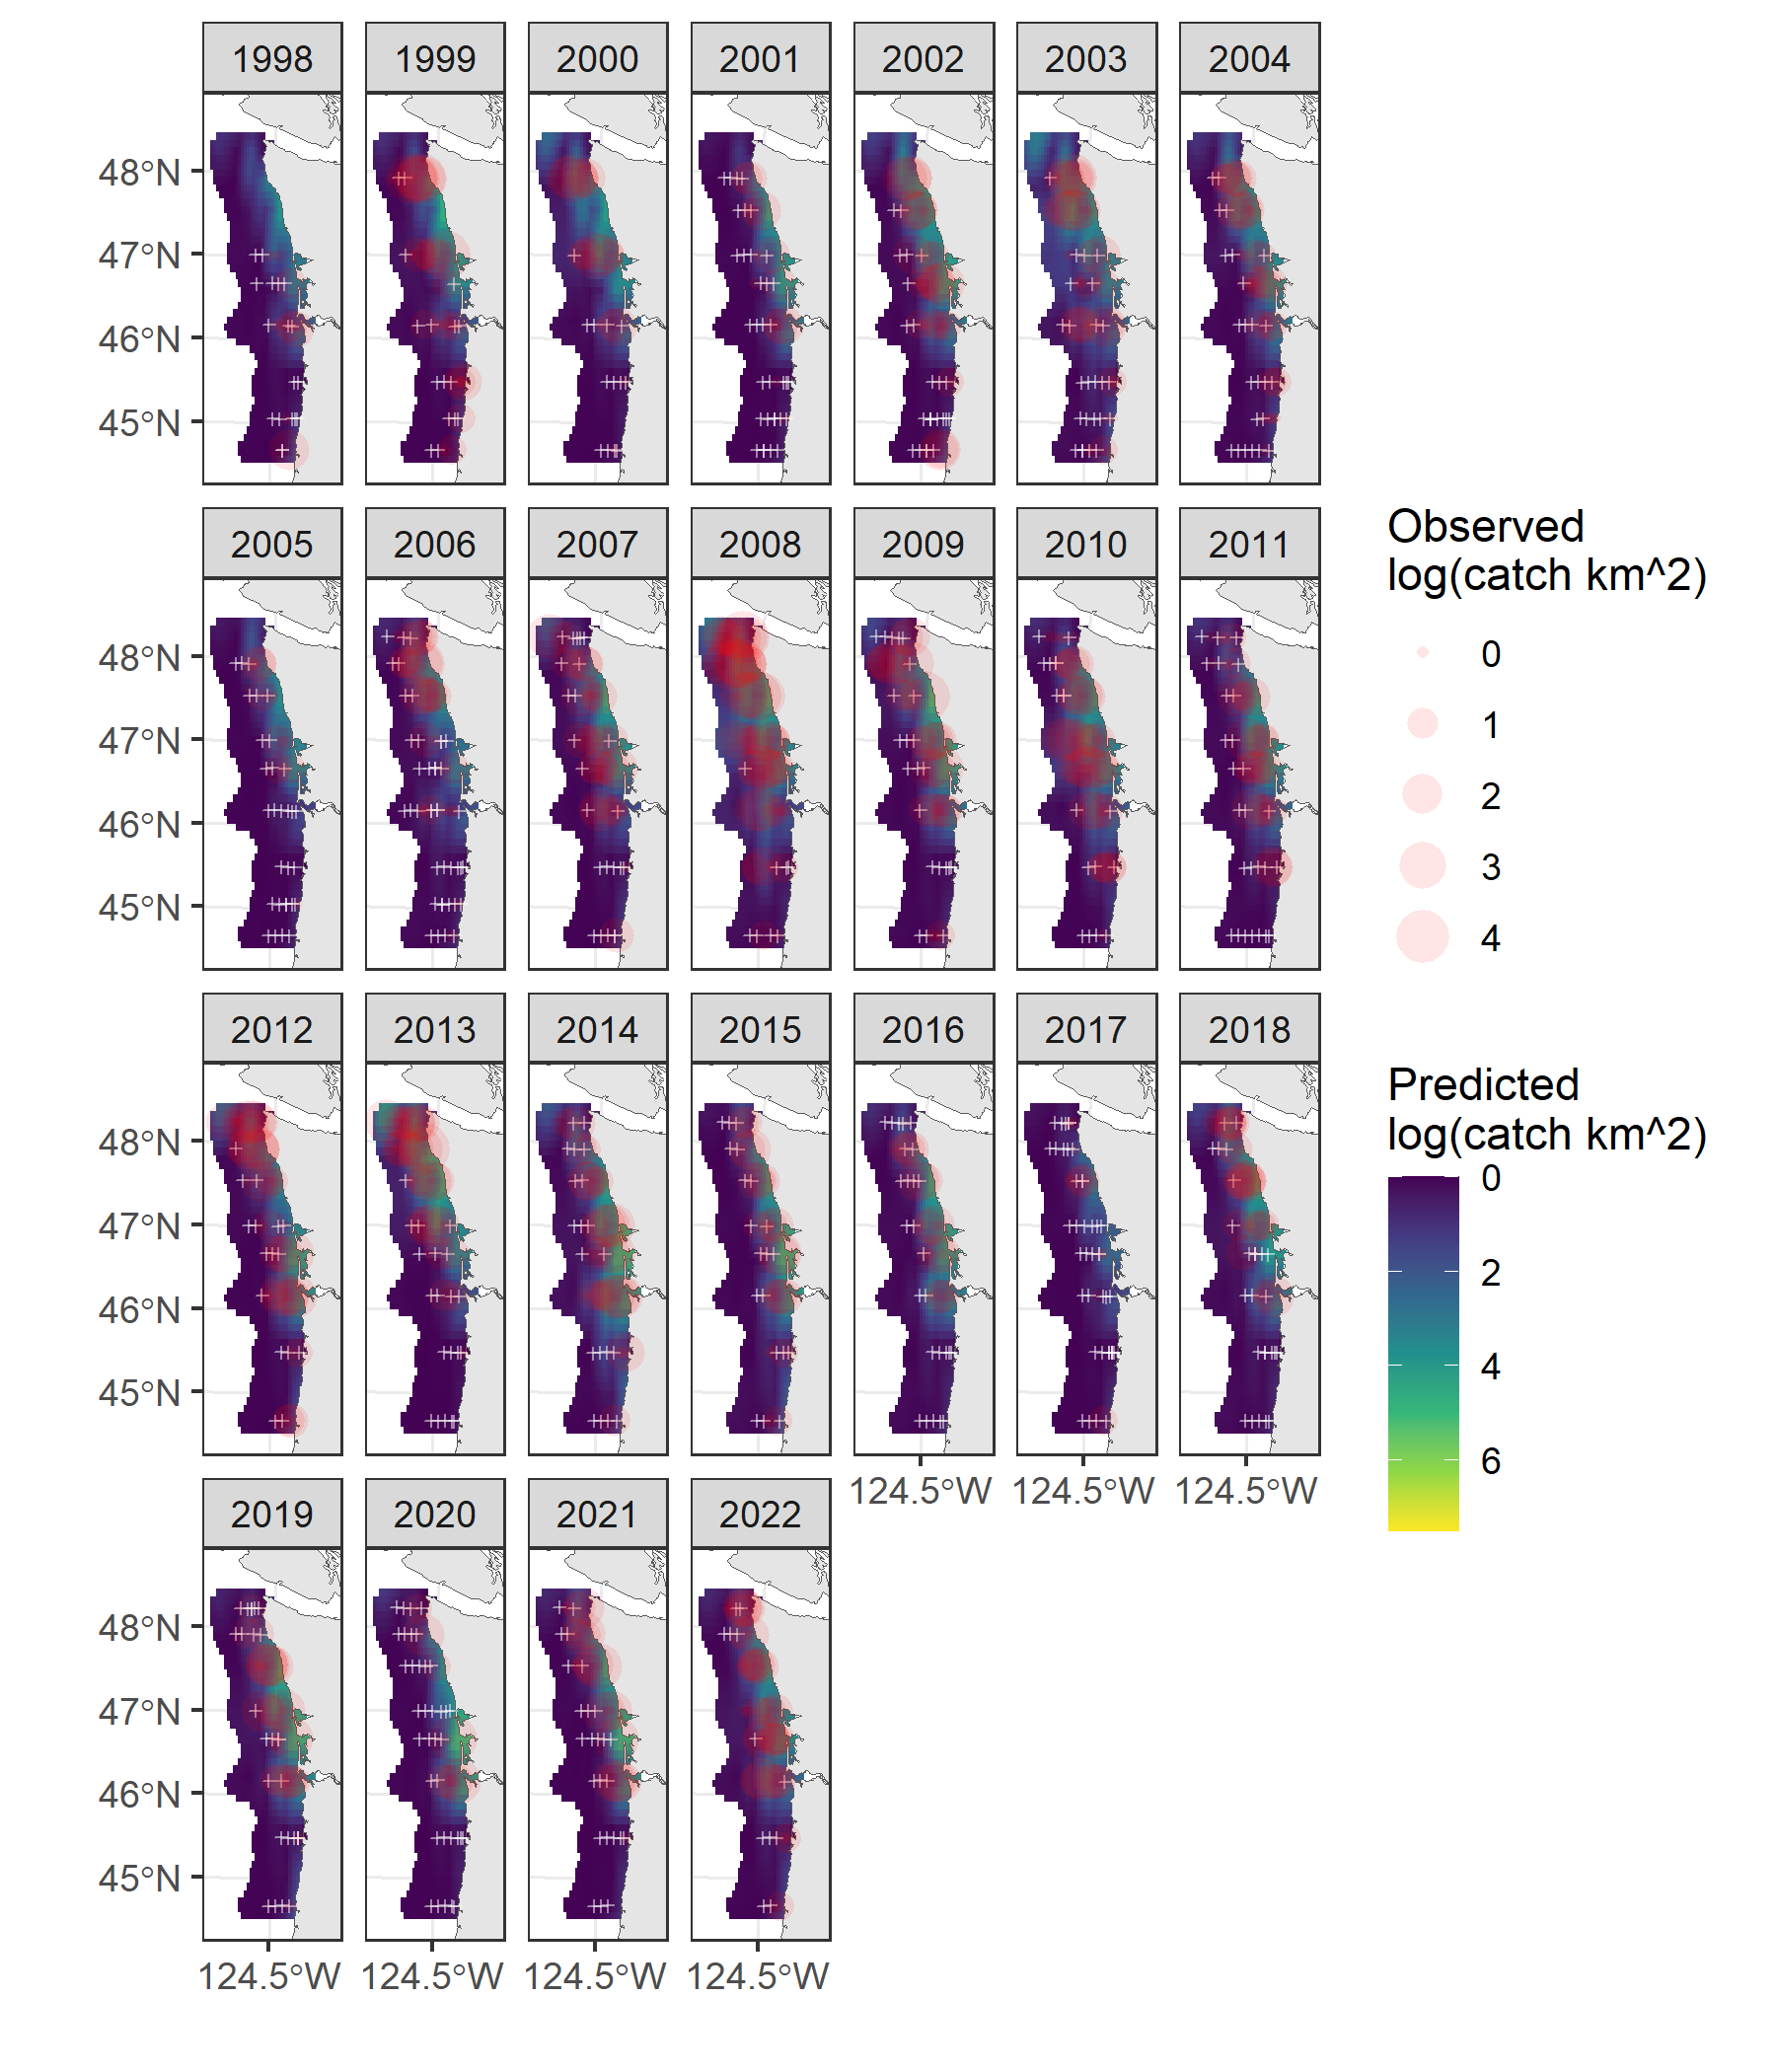 1998 1999 2000 2001 2002 2003 2004
48°N
47°N
46°N
45°N
2005 2006 2007 2008 2009 2010 2011
48°N
47°N
46°N
45°N
2012 2013 2014 2015 2016 2017 2018
48°N
47°N
46°N
45°N
124.5°W 124.5°W 124.5°W
2019 2020 2021 2022
48°N
47°N
46°N
45°N
124.5°W 124.5°W 124.5°W 124.5°W
Observed
log(catch km^2)
0
1
2
3
4
Predicted
log(catch km^2)
0
2
4
6